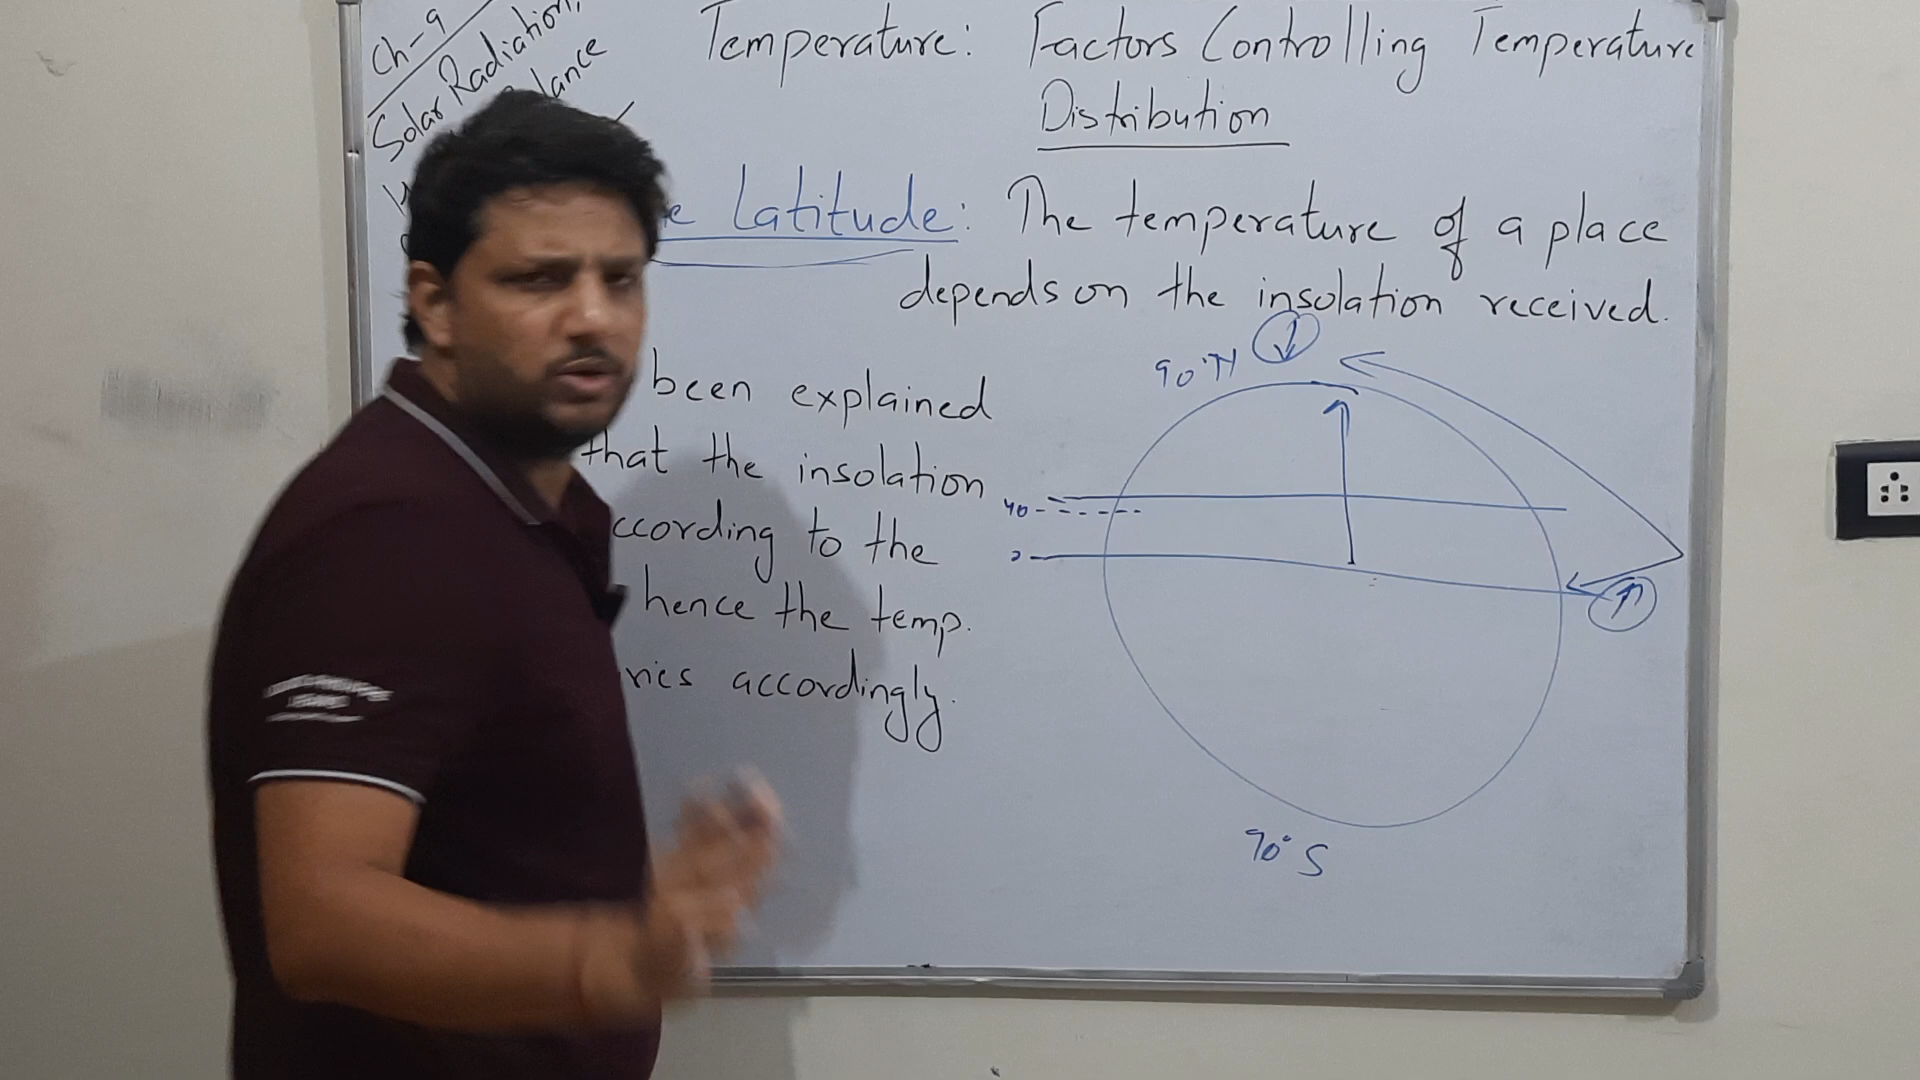 Ch-9
Solar Radiation,
Temperature: Factors Controlling Temperature
Distribution
Latitude: The temperature of a place
depends on the insolation received.
been explained
that the insolation
according to the
hence the temp.
accordingly.
90°N
40
90°S